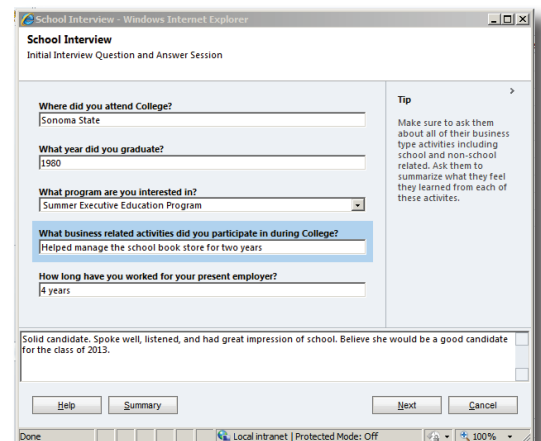 School Interview - Windows Internet Explorer
School Interview
Initial Interview Question and Answer Session
Where did you attend College?
Sonoma State
What year did you graduate?
1980
What program are you interested in?
Summer Executive Education Program
What business related activities did you participate in during College?
Helped manage the school book store for two years
How long have you worked for your present employer?
4 years
Tip
Make sure to ask them
about all of their business
type activities including
school and non-school
related. Ask them to
summarize what they feel
they learned from each of
these activites.
Solid candidate. Spoke well, listened, and had great impression of school. Believe she would be a good candidate
for the class of 2013.
Help Summary Next Cancel
Done Local intranet | Protected Mode: Off 100%